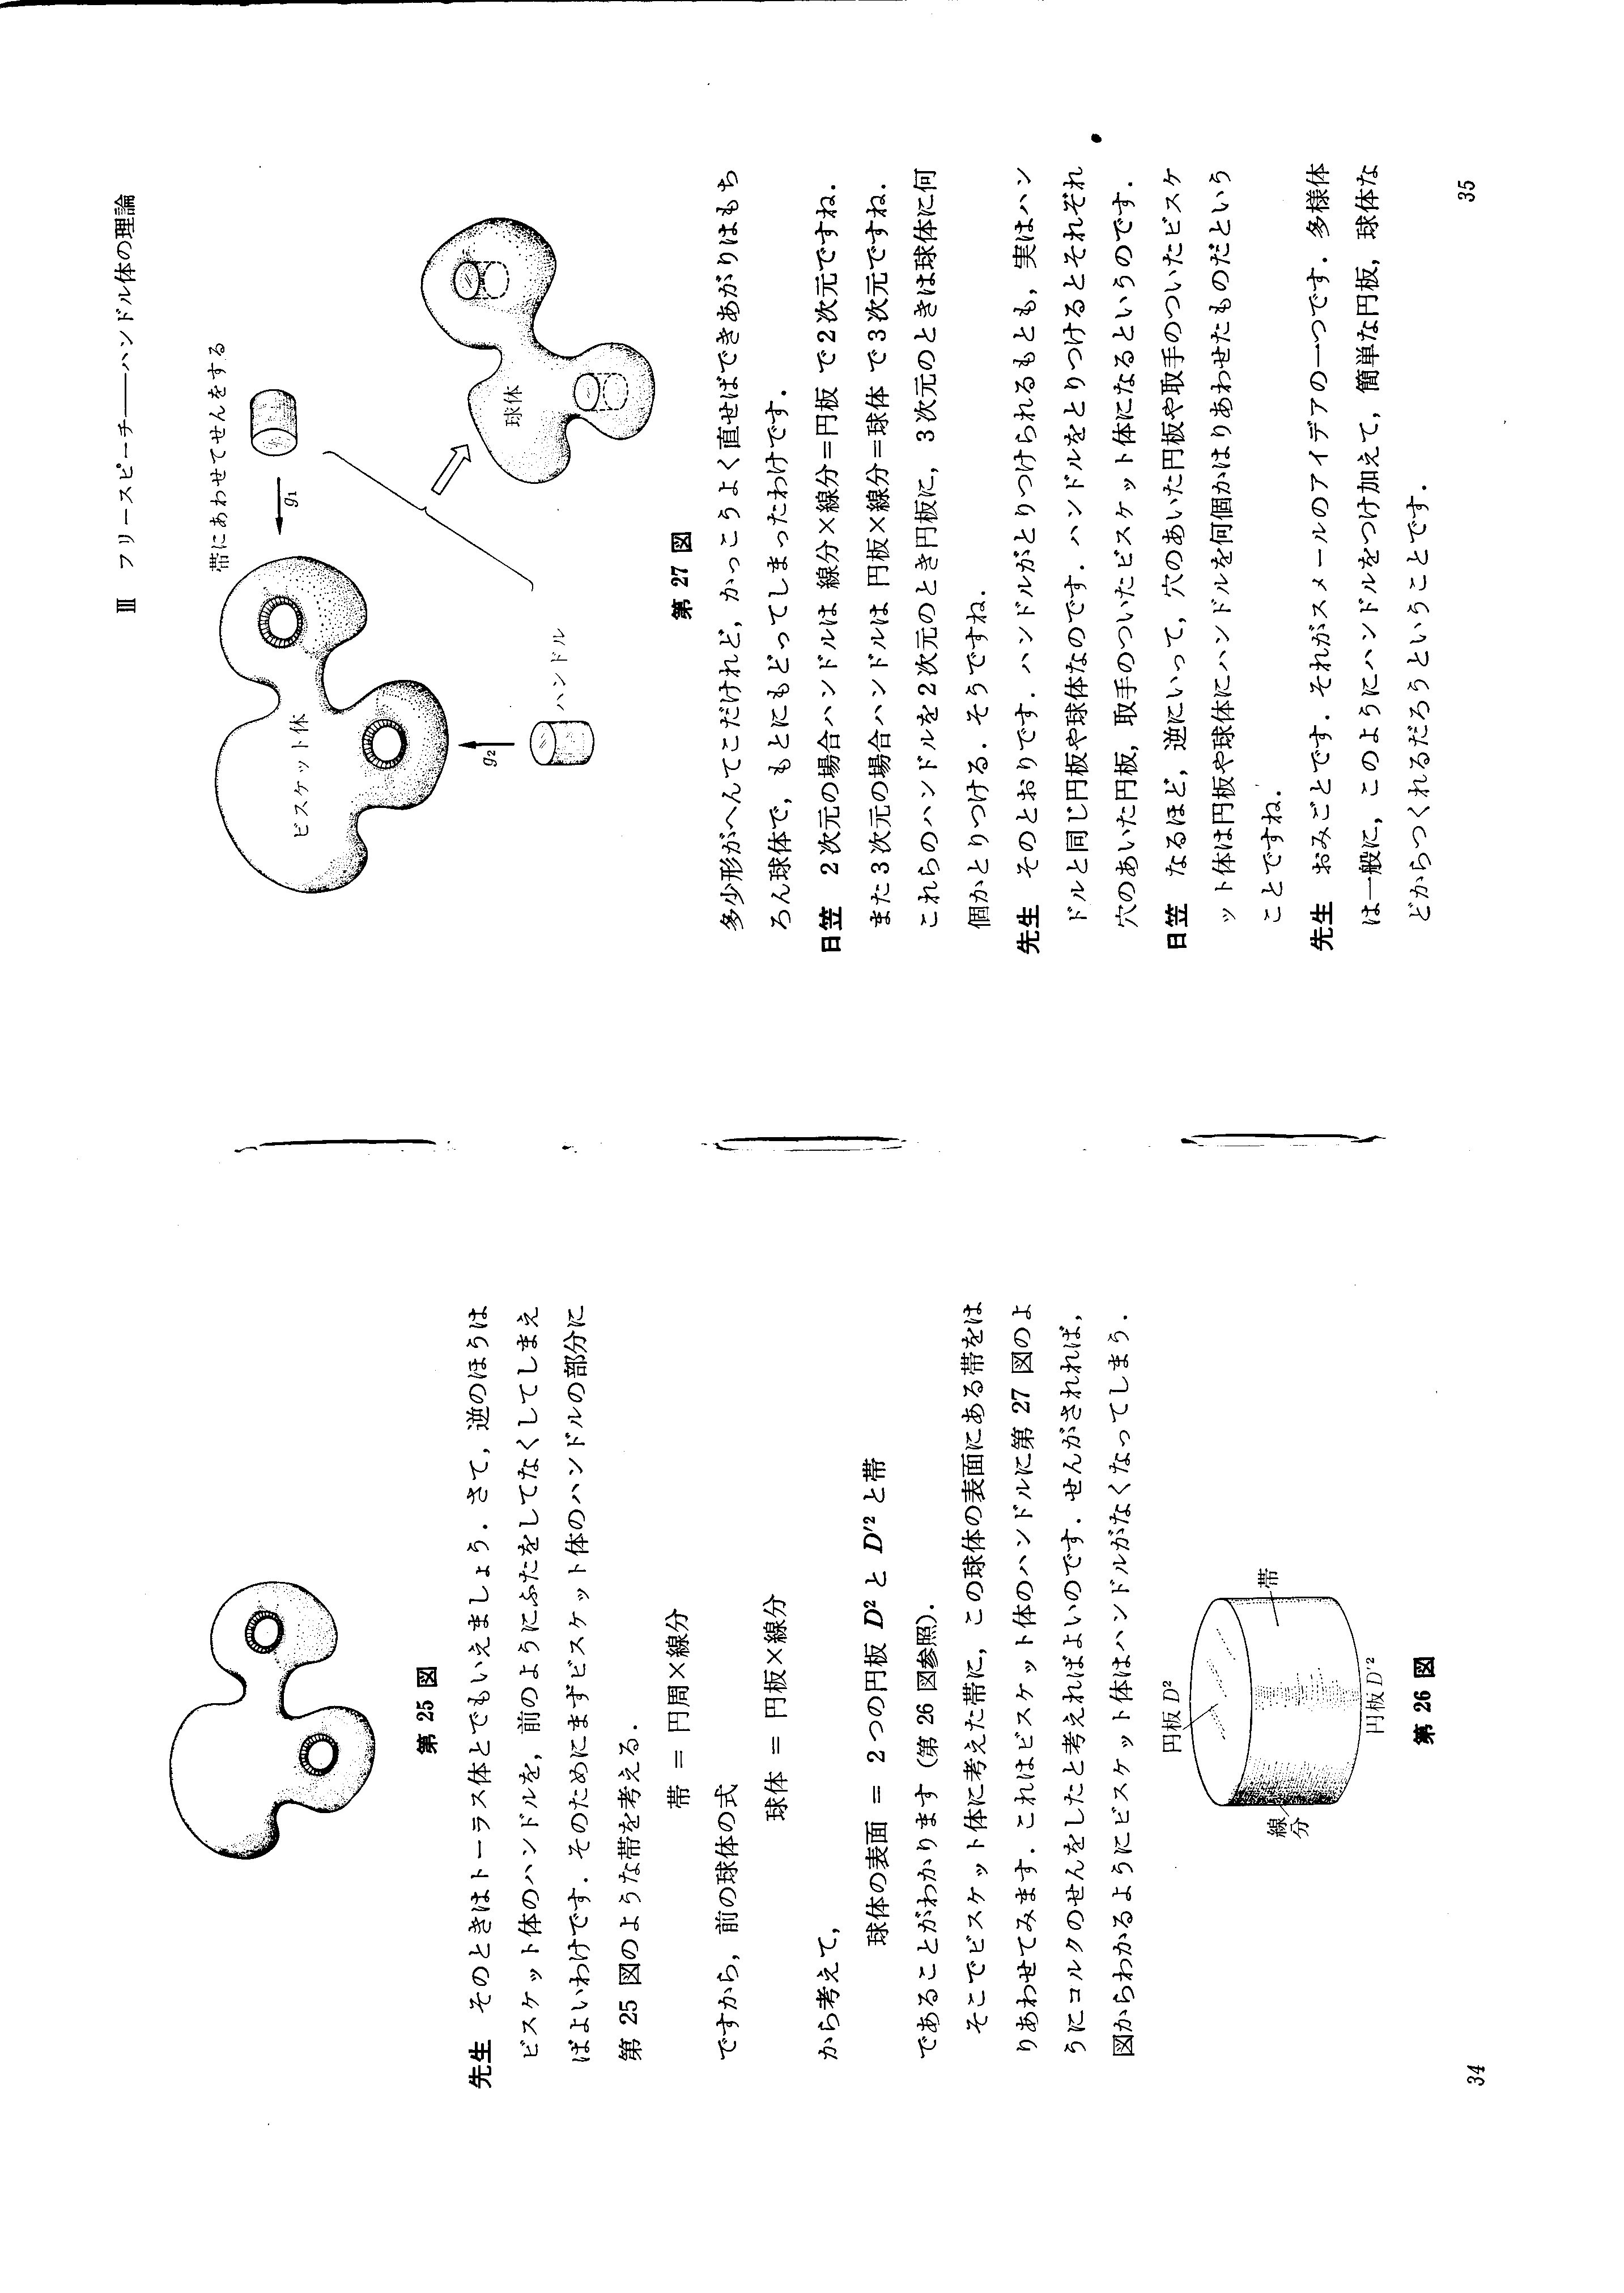 第 25 図
先生　そのときはトーラス体とでもいえましょう．さて，逆のほうは
ビスケット体のハンドルを，前のようにふたをしてなくしてしまえ
ばよいわけです．そのためにまずビスケット体のハンドルの部分に
第 25 図のような帯を考える．
帯 = 円周×線分
ですから，前の球体の式
球体 = 円板×線分
から考えて，
球体の表面 = 2つの円板 D² と D′² と帯
であることがわかります（第 26 図参照）．
そこでビスケット体に考えた帯に，この球体の表面にある帯をは
りあわせてみます．これはビスケット体のハンドルに第 27 図のよ
うにコルクのせんをしたと考えればよいのです．せんがされれば，
図からわかるようにビスケット体はハンドルがなくなってしまう．
円板 D²
帯
線分
円板 D′²
第 26 図
34
Ⅲ　フリースピーチ――ハンドル体の理論
帯にあわせてせんをする
g₁
ビスケット体
g₂
ハンドル
球体
第 27 図
多少形がへんてこだけれど，かっこうよく直せばできあがりはもち
ろん球体で，もとにもどってしまったわけです．
日笠　2次元の場合ハンドルは 線分×線分=円板 で2次元ですね．
また3次元の場合ハンドルは 円板×線分=球体 で3次元ですね．
これらのハンドルを2次元のとき円板に，3次元のときは球体に何
個かとりつける．そうですね．
先生　そのとおりです．ハンドルがとりつけられるもとも，実はハン
ドルと同じ円板や球体なのです．ハンドルをとりつけるとそれぞれ
穴のあいた円板，取手のついたビスケット体になるというのです．
日笠　なるほど，逆にいって，穴のあいた円板や取手のついたビスケ
ット体は円板や球体にハンドルを何個かはりあわせたものだという
ことですね．
先生　おみごとです．それがスメールのアイデアの一つです．多様体
は一般に，このようにハンドルをつけ加えて，簡単な円板，球体な
どからつくれるだろうということです．
35